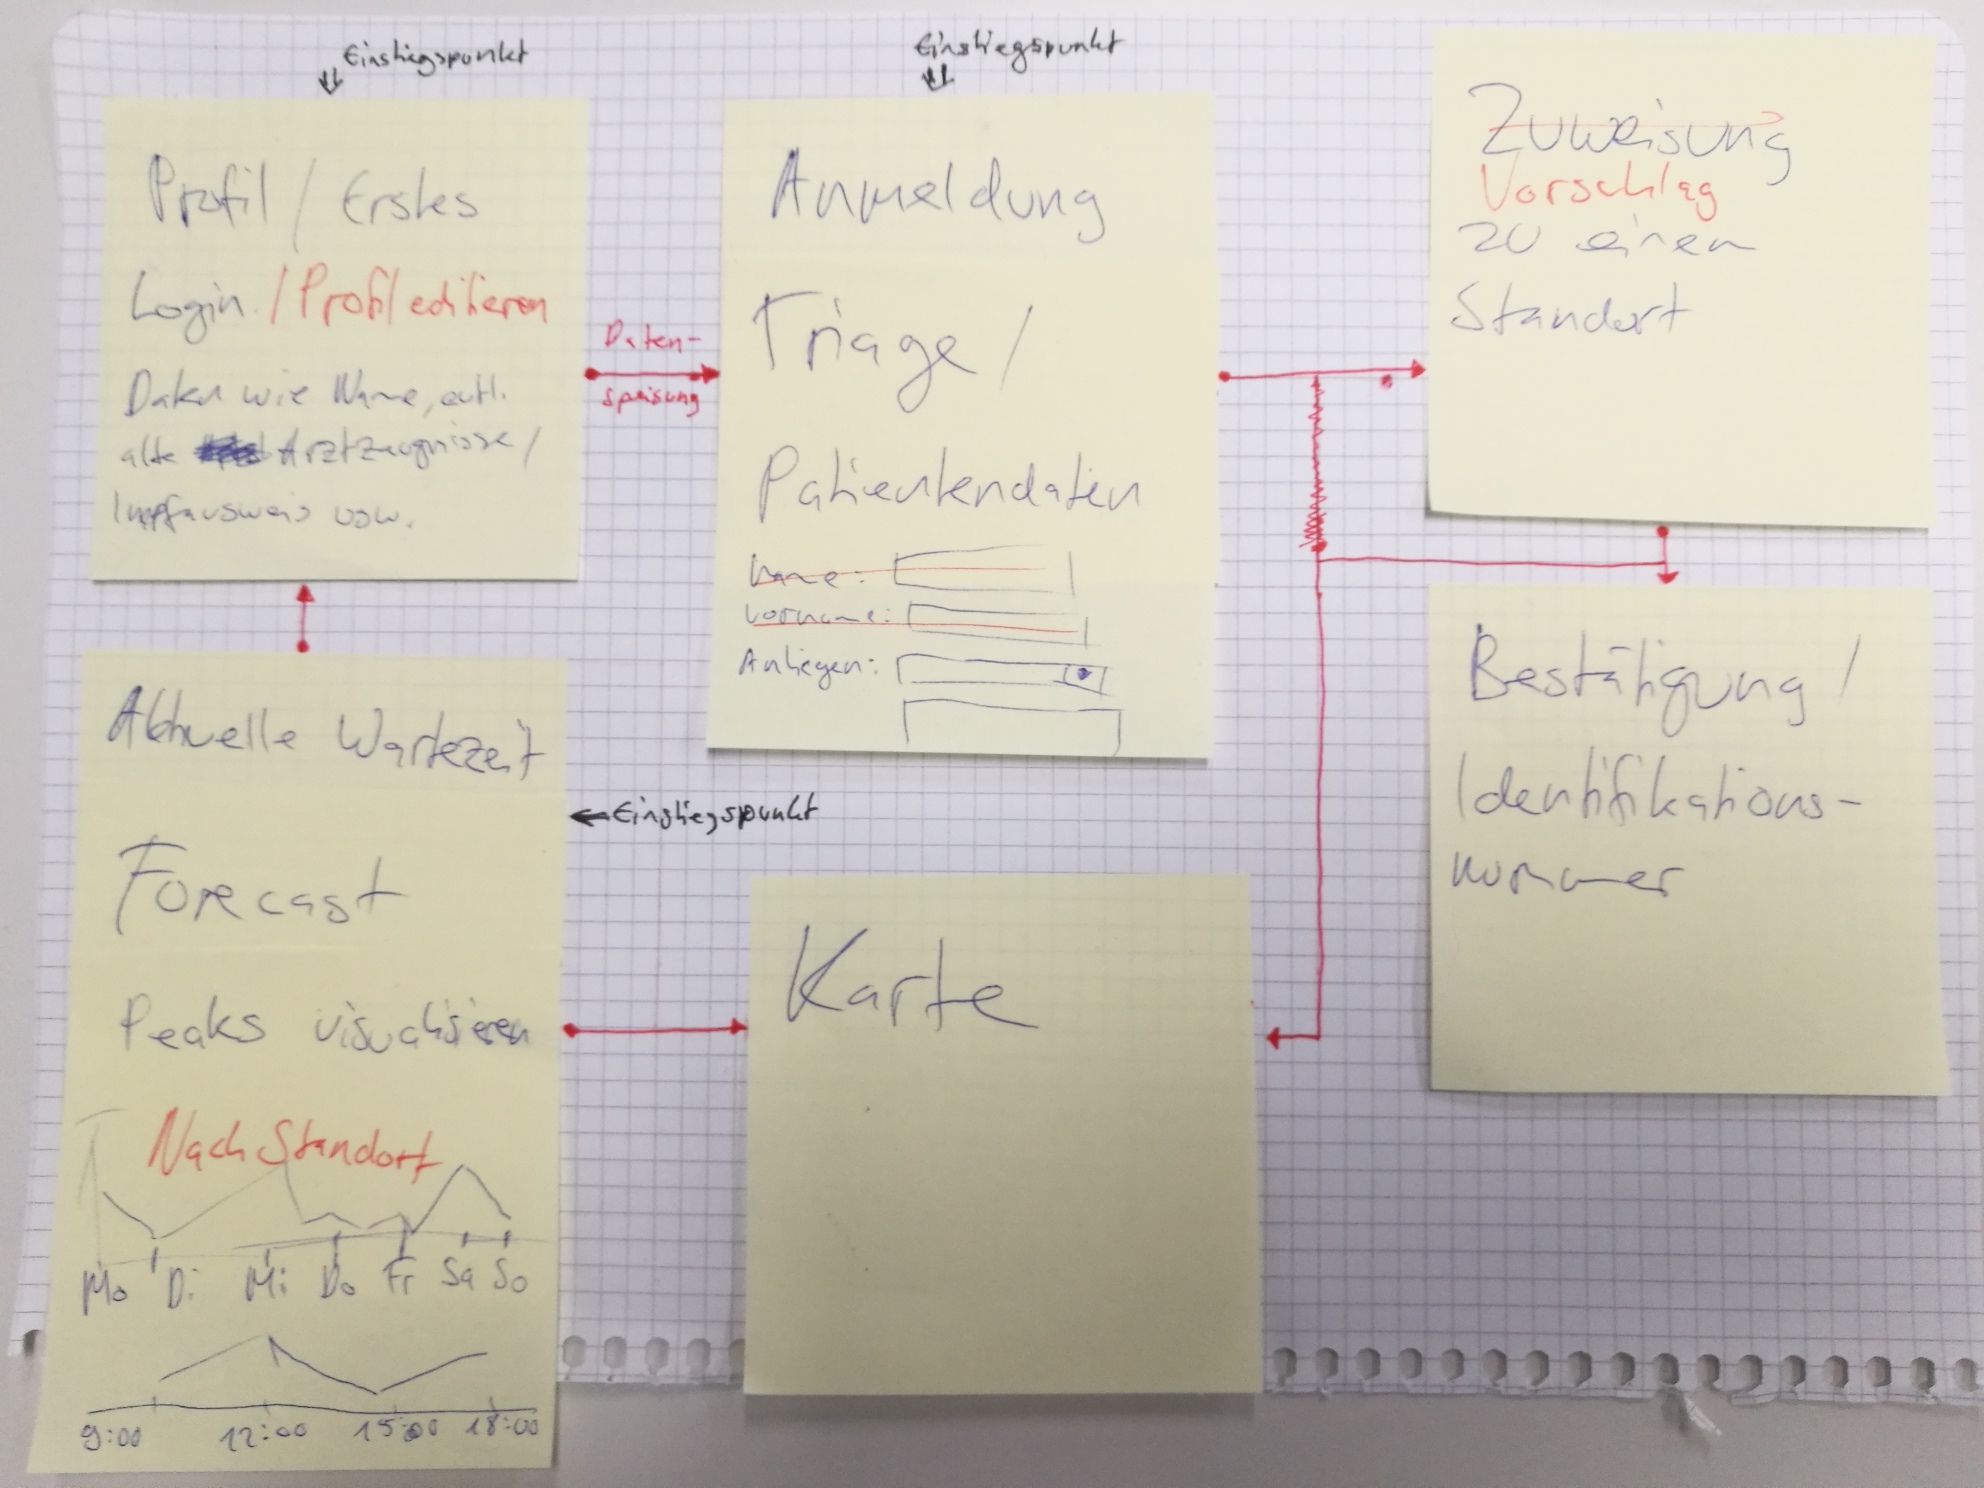 Einstiegspunkt
Profil / Erstes
Login / Profil editieren
Daten wie Name, evtl.
alte Arztzeugnisse /
Impfausweis usw.
Daten-
speisung
Einstiegspunkt
Anmeldung
Triage /
Patientendaten
Name:
Vorname:
Anliegen:
Zuweisung
Vorschlag
zu einem
Standort
Bestätigung /
Identifikations-
nummer
Aktuelle Wartezeit
Forecast
Peaks visualisieren
Nach Standort
Mo Di Mi Do Fr Sa So
9:00 12:00 15:00 18:00
Einstiegspunkt
Karte